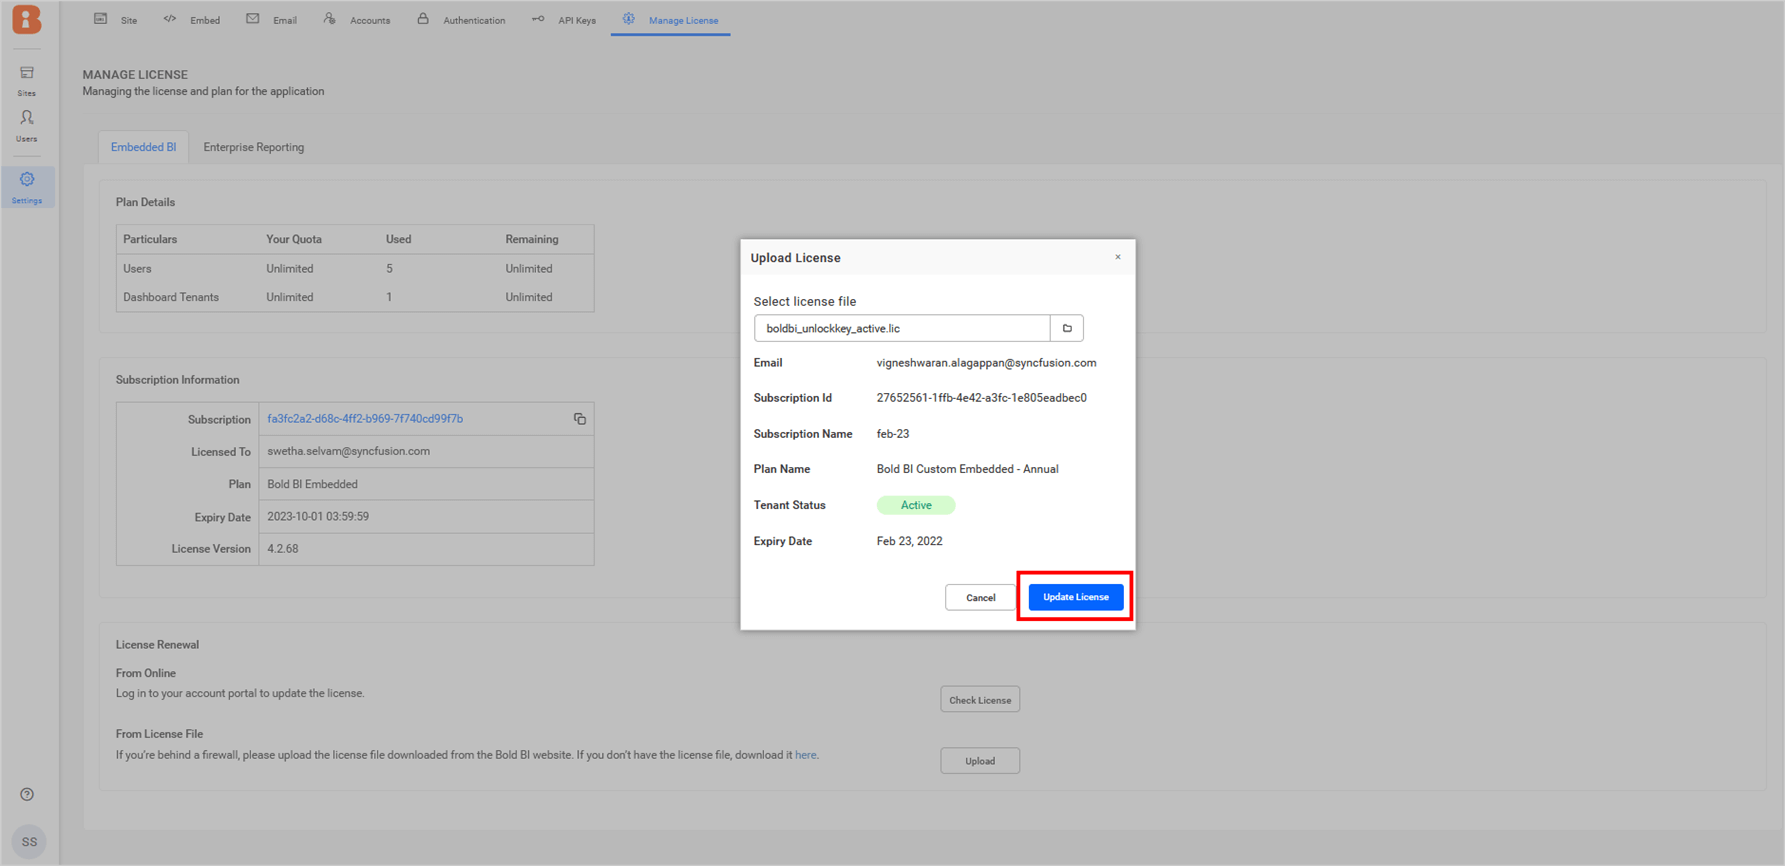 Site
Embed
Email
Accounts
Authentication
API Keys
Manage License
Sites
Users
Settings
MANAGE LICENSE
Managing the license and plan for the application
Embedded BI
Enterprise Reporting
Plan Details
Particulars Your Quota Used Remaining
Users Unlimited 5 Unlimited
Dashboard Tenants Unlimited 1 Unlimited
Subscription Information
Subscription fa3fc2a2-d68c-4ff2-b969-7f740cd99f7b
Licensed To swetha.selvam@syncfusion.com
Plan Bold BI Embedded
Expiry Date 2023-10-01 03:59:59
License Version 4.2.68
License Renewal
From Online
Log in to your account portal to update the license.
Check License
From License File
If you're behind a firewall, please upload the license file downloaded from the Bold BI website. If you don't have the license file, download it here.
Upload
Upload License
×
Select license file
boldbi_unlockkey_active.lic
Email vigneshwaran.alagappan@syncfusion.com
Subscription Id 27652561-1ffb-4e42-a3fc-1e805eadbec0
Subscription Name feb-23
Plan Name Bold BI Custom Embedded - Annual
Tenant Status Active
Expiry Date Feb 23, 2022
Cancel
Update License
?
SS